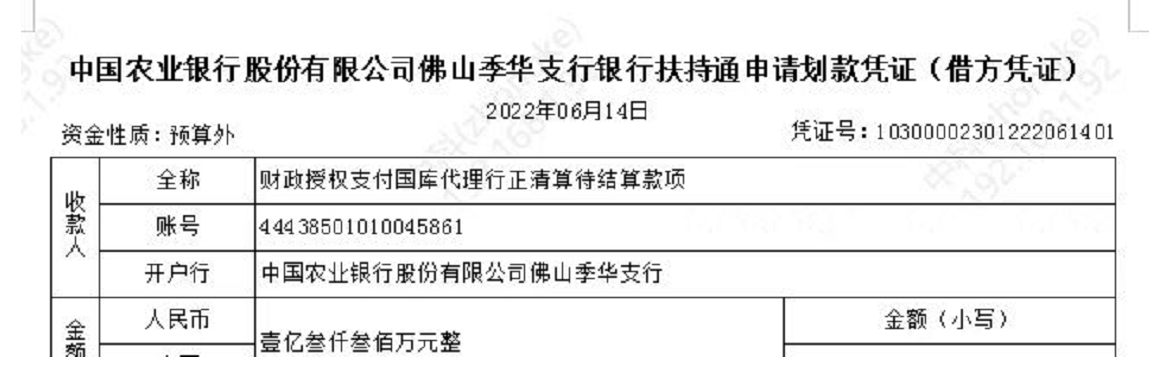 中国农业银行股份有限公司佛山季华支行银行扶持通申请划款凭证（借方凭证）
2022年06月14日
资金性质：预算外
凭证号：10300002301222061401
收款人
全称
财政授权支付国库代理行正清算待结算款项
账号
44438501010045861
开户行
中国农业银行股份有限公司佛山季华支行
金额
人民币
壹亿叁仟叁佰万元整
金额（小写）